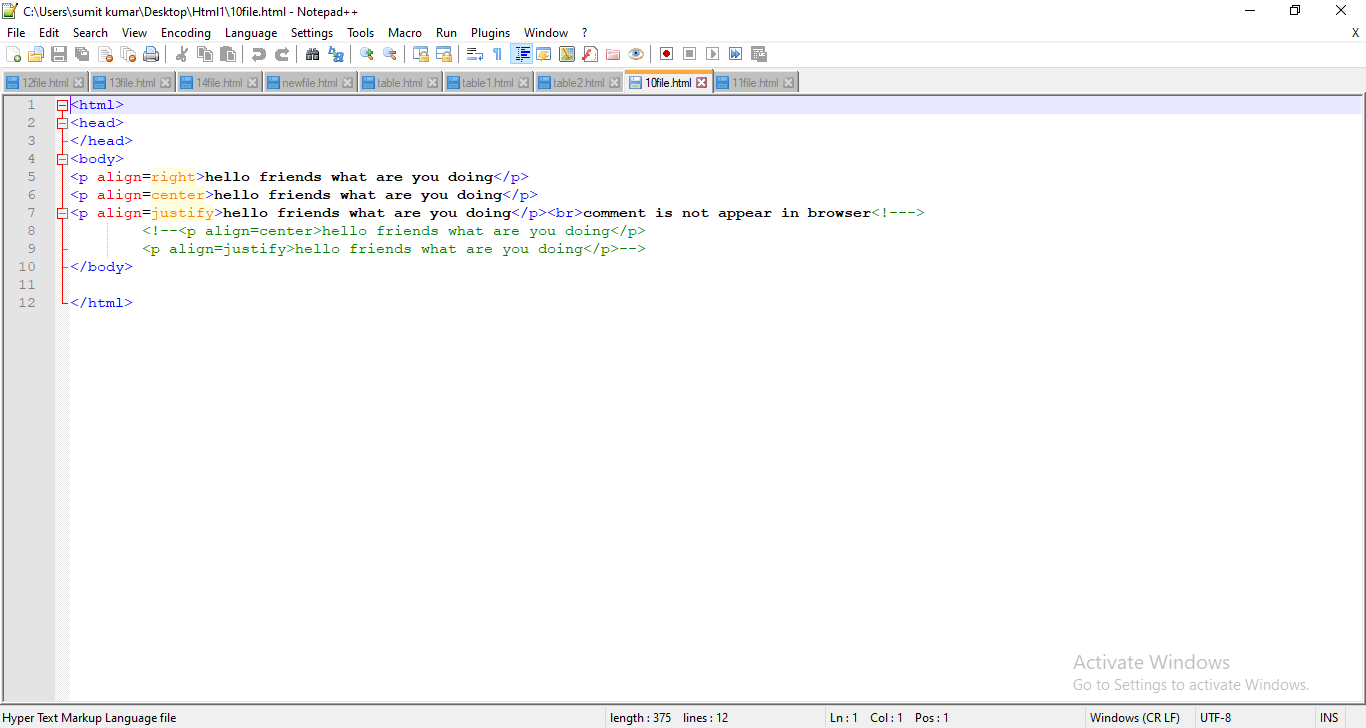 C:\Users\sumit kumar\Desktop\Html1\10file.html - Notepad++
File Edit Search View Encoding Language Settings Tools Macro Run Plugins Window ? X
12file.html 13file.html 14file.html newfile.html table.html table1.html table2.html 10file.html 11file.html
1 <html>
2 <head>
3 </head>
4 <body>
5 <p align=right>hello friends what are you doing</p>
6 <p align=center>hello friends what are you doing</p>
7 <p align=justify>hello friends what are you doing</p><br>comment is not appear in browser<!--->
8 <!--<p align=center>hello friends what are you doing</p>
9 <p align=justify>hello friends what are you doing</p>-->
10 </body>
11
12 </html>
Activate Windows
Go to Settings to activate Windows.
Hyper Text Markup Language file length : 375 lines : 12 Ln : 1 Col : 1 Pos : 1 Windows (CR LF) UTF-8 INS